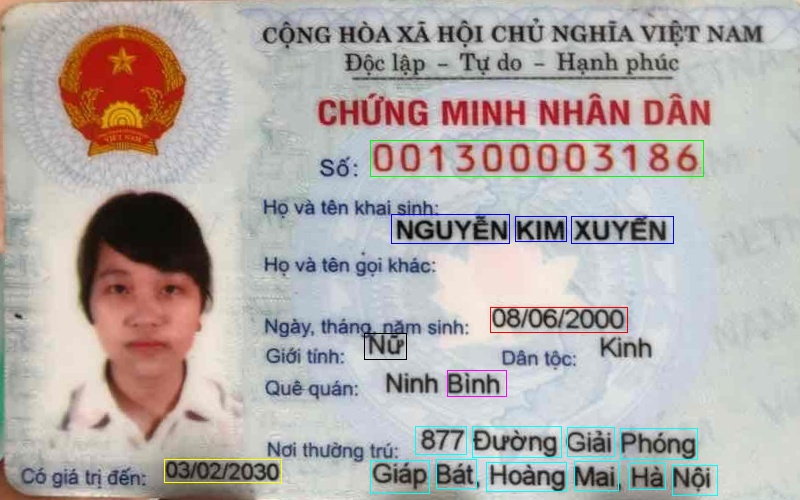 CỘNG HÒA XÃ HỘI CHỦ NGHĨA VIỆT NAM
Độc lập - Tự do - Hạnh phúc
CHỨNG MINH NHÂN DÂN
Số: 001300003186
Họ và tên khai sinh:
NGUYỄN KIM XUYẾN
Họ và tên gọi khác:
Ngày, tháng, năm sinh: 08/06/2000
Giới tính: Nữ Dân tộc: Kinh
Quê quán: Ninh Bình
Nơi thường trú: 877 Đường Giải Phóng
Giáp Bát, Hoàng Mai, Hà Nội
Có giá trị đến: 03/02/2030
VIỆT NAM